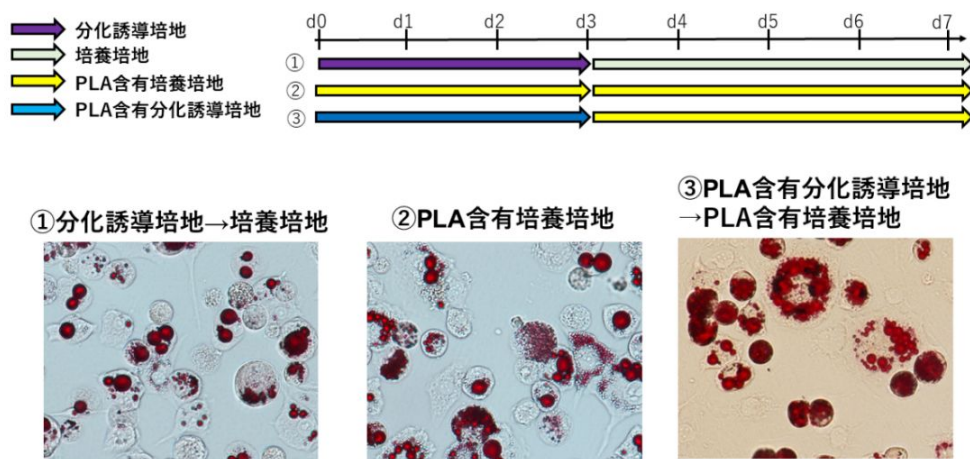 分化誘導培地
培養培地
PLA含有培養培地
PLA含有分化誘導培地
d0 d1 d2 d3 d4 d5 d6 d7
①
②
③
①分化誘導培地→培養培地
②PLA含有培養培地
③PLA含有分化誘導培地
→PLA含有培養培地